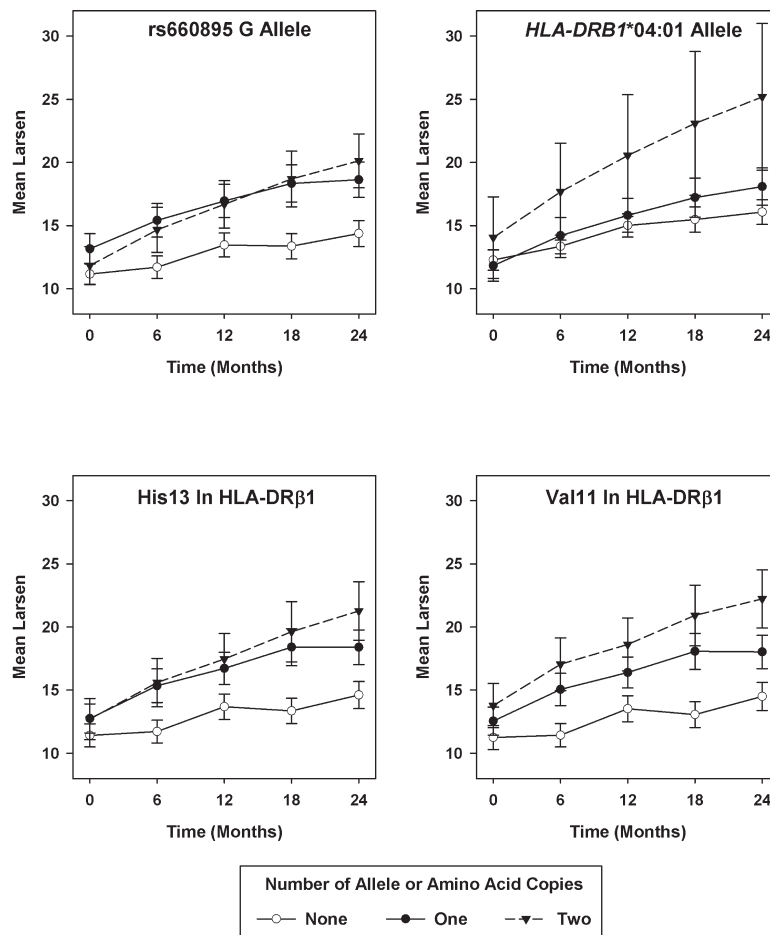 rs660895 G Allele
30
25
20
15
10
Mean Larsen
0 6 12 18 24
Time (Months)
HLA-DRB1*04:01 Allele
30
25
20
15
10
Mean Larsen
0 6 12 18 24
Time (Months)
His13 In HLA-DRβ1
30
25
20
15
10
Mean Larsen
0 6 12 18 24
Time (Months)
Val11 In HLA-DRβ1
30
25
20
15
10
Mean Larsen
0 6 12 18 24
Time (Months)
Number of Allele or Amino Acid Copies
None One Two